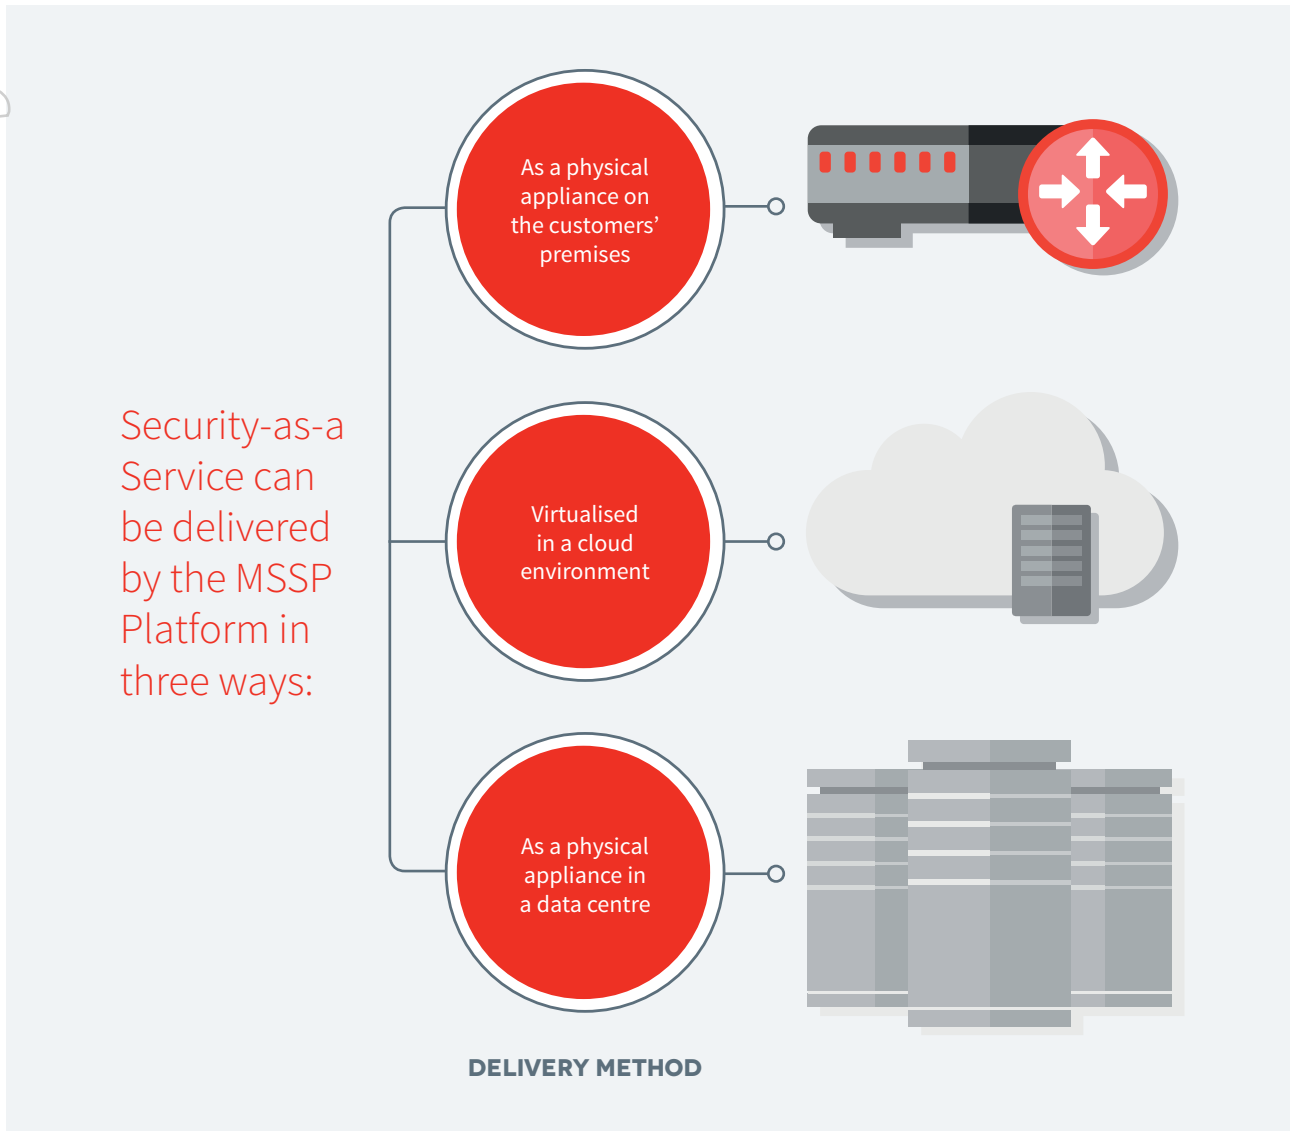 Security-as-a
Service can
be delivered
by the MSSP
Platform in
three ways:
As a physical
appliance on
the customers’
premises
Virtualised
in a cloud
environment
As a physical
appliance in
a data centre
DELIVERY METHOD